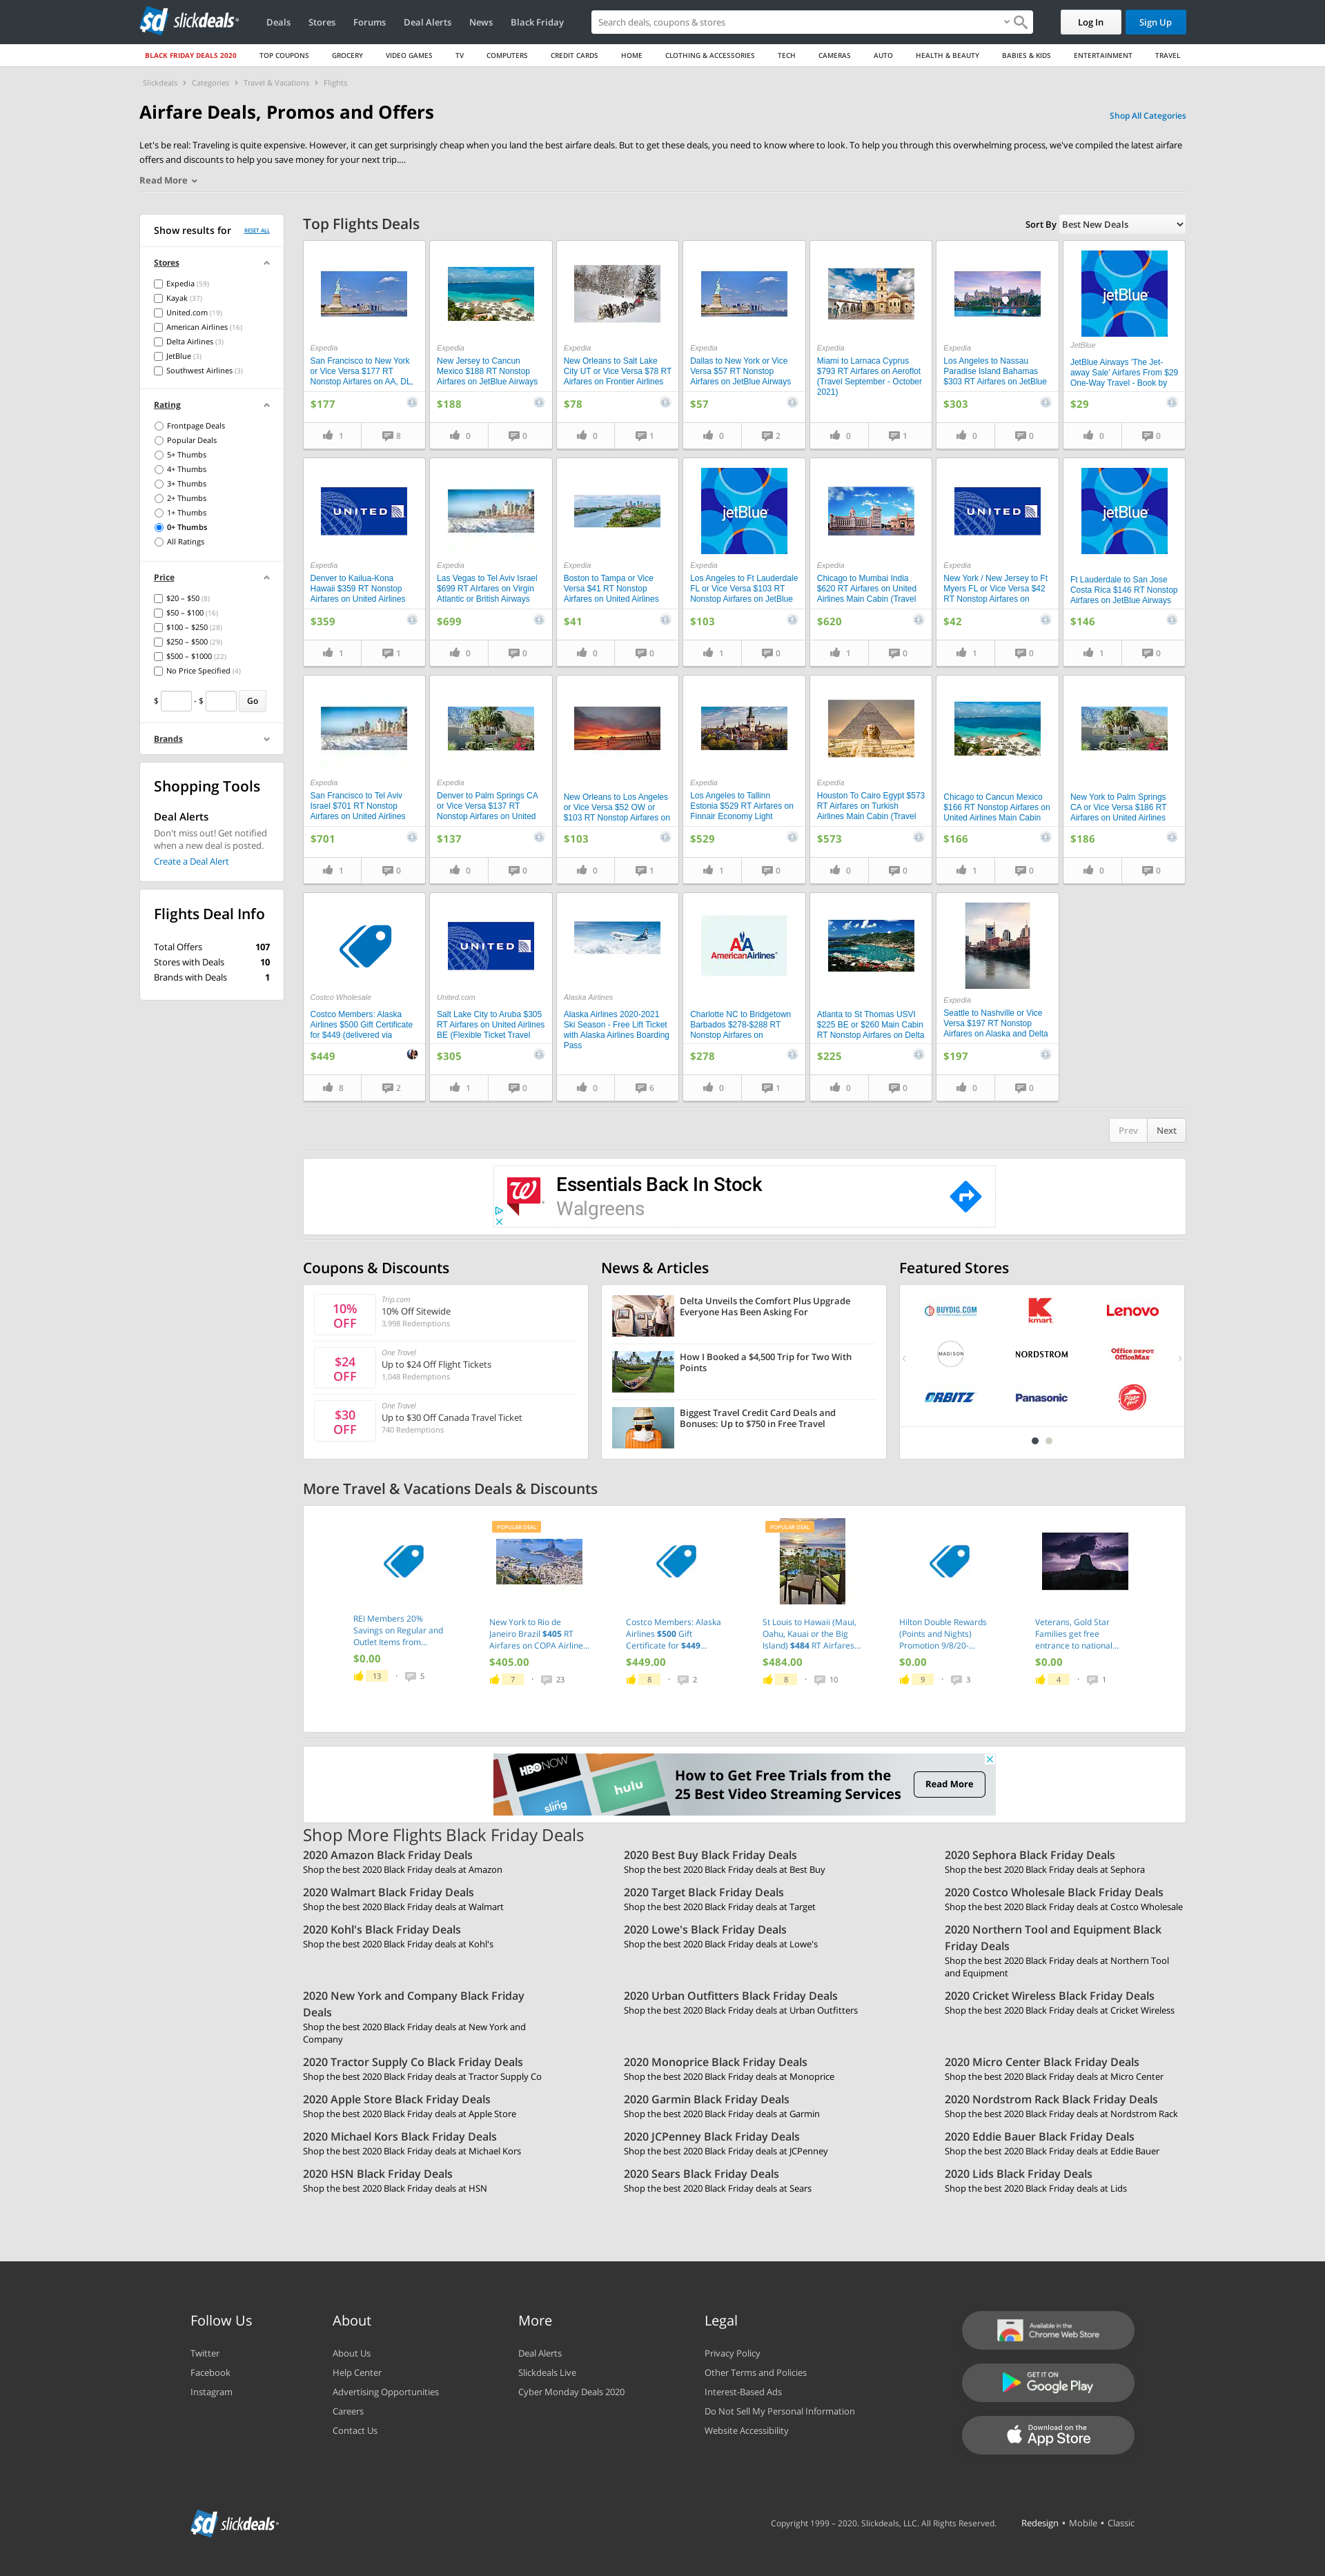 slickdeals
Deals
Stores
Forums
Deal Alerts
News
Black Friday
Search deals, coupons & stores
Log In
Sign Up
BLACK FRIDAY DEALS 2020
TOP COUPONS
GROCERY
VIDEO GAMES
TV
COMPUTERS
CREDIT CARDS
HOME
CLOTHING & ACCESSORIES
TECH
CAMERAS
AUTO
HEALTH & BEAUTY
BABIES & KIDS
ENTERTAINMENT
TRAVEL
Slickdeals > Categories > Travel & Vacations > Flights
Airfare Deals, Promos and Offers
Shop All Categories
Let's be real: Traveling is quite expensive. However, it can get surprisingly cheap when you land the best airfare deals. But to get these deals, you need to know where to look. To help you through this overwhelming process, we've compiled the latest airfare
offers and discounts to help you save money for your next trip....
Read More
Show results for
RESET ALL
Stores
Expedia (59)
Kayak (37)
United.com (19)
American Airlines (16)
Delta Airlines (3)
JetBlue (3)
Southwest Airlines (3)
Rating
Frontpage Deals
Popular Deals
5+ Thumbs
4+ Thumbs
3+ Thumbs
2+ Thumbs
1+ Thumbs
0+ Thumbs
All Ratings
Price
$20 – $50 (8)
$50 – $100 (16)
$100 – $250 (28)
$250 – $500 (29)
$500 – $1000 (22)
No Price Specified (4)
$ - $ Go
Brands
Shopping Tools
Deal Alerts
Don't miss out! Get notified
when a new deal is posted.
Create a Deal Alert
Flights Deal Info
Total Offers 107
Stores with Deals 10
Brands with Deals 1
Top Flights Deals
Sort By Best New Deals
Expedia
San Francisco to New York
or Vice Versa $177 RT
Nonstop Airfares on AA, DL,
$177
1 8
Expedia
New Jersey to Cancun
Mexico $188 RT Nonstop
Airfares on JetBlue Airways
$188
0 0
Expedia
New Orleans to Salt Lake
City UT or Vice Versa $78 RT
Airfares on Frontier Airlines
$78
0 1
Expedia
Dallas to New York or Vice
Versa $57 RT Nonstop
Airfares on JetBlue Airways
$57
0 2
Expedia
Miami to Larnaca Cyprus
$793 RT Airfares on Aeroflot
(Travel September - October
2021)
0 1
Expedia
Los Angeles to Nassau
Paradise Island Bahamas
$303 RT Airfares on JetBlue
$303
0 0
jetBlue
JetBlue
JetBlue Airways 'The Jet-
away Sale' Airfares From $29
One-Way Travel - Book by
$29
0 0
UNITED
Expedia
Denver to Kailua-Kona
Hawaii $359 RT Nonstop
Airfares on United Airlines
$359
1 1
Expedia
Las Vegas to Tel Aviv Israel
$699 RT AIrfares on Virgin
Atlantic or British Airways
$699
0 0
Expedia
Boston to Tampa or Vice
Versa $41 RT Nonstop
Airfares on United Airlines
$41
0 0
jetBlue
Expedia
Los Angeles to Ft Lauderdale
FL or Vice Versa $103 RT
Nonstop Airfares on JetBlue
$103
1 0
Expedia
Chicago to Mumbai India
$620 RT Airfares on United
Airlines Main Cabin (Travel
$620
1 0
UNITED
Expedia
New York / New Jersey to Ft
Myers FL or Vice Versa $42
RT Nonstop Airfares on
$42
1 0
jetBlue
Ft Lauderdale to San Jose
Costa Rica $146 RT Nonstop
Airfares on JetBlue Airways
$146
1 0
Expedia
San Francisco to Tel Aviv
Israel $701 RT Nonstop
Airfares on United Airlines
$701
1 0
Expedia
Denver to Palm Springs CA
or Vice Versa $137 RT
Nonstop Airfares on United
$137
0 0
New Orleans to Los Angeles
or Vice Versa $52 OW or
$103 RT Nonstop Airfares on
$103
0 1
Expedia
Los Angeles to Tallinn
Estonia $529 RT Airfares on
Finnair Economy Light
$529
1 0
Expedia
Houston To Cairo Egypt $573
RT Airfares on Turkish
Airlines Main Cabin (Travel
$573
0 0
Chicago to Cancun Mexico
$166 RT Nonstop Airfares on
United Airlines Main Cabin
$166
1 0
New York to Palm Springs
CA or Vice Versa $186 RT
Airfares on United Airlines
$186
0 0
Costco Wholesale
Costco Members: Alaska
Airlines $500 Gift Certificate
for $449 (delivered via
$449
8 2
UNITED
United.com
Salt Lake City to Aruba $305
RT Airfares on United Airlines
BE (Flexible Ticket Travel
$305
1 0
Alaska Airlines
Alaska Airlines 2020-2021
Ski Season - Free Lift Ticket
with Alaska Airlines Boarding
Pass
0 6
AmericanAirlines
Charlotte NC to Bridgetown
Barbados $278-$288 RT
Nonstop Airfares on
$278
0 1
Atlanta to St Thomas USVI
$225 BE or $260 Main Cabin
RT Nonstop Airfares on Delta
$225
0 0
Expedia
Seattle to Nashville or Vice
Versa $197 RT Nonstop
Airfares on Alaska and Delta
$197
0 0
Prev Next
Essentials Back In Stock
Walgreens
Coupons & Discounts
10%
OFF
Trip.com
10% Off Sitewide
3,998 Redemptions
$24
OFF
One Travel
Up to $24 Off Flight Tickets
1,048 Redemptions
$30
OFF
One Travel
Up to $30 Off Canada Travel Ticket
740 Redemptions
News & Articles
Delta Unveils the Comfort Plus Upgrade
Everyone Has Been Asking For
How I Booked a $4,500 Trip for Two With
Points
Biggest Travel Credit Card Deals and
Bonuses: Up to $750 in Free Travel
Featured Stores
BUYDIG.COM
kmart
Lenovo
MADISON
NORDSTROM
Office DEPOT
OfficeMax
ORBITZ
Panasonic
Pizza Hut
More Travel & Vacations Deals & Discounts
REI Members 20%
Savings on Regular and
Outlet Items from...
$0.00
13 · 5
POPULAR DEAL
New York to Rio de
Janeiro Brazil $405 RT
Airfares on COPA Airline...
$405.00
7 · 23
Costco Members: Alaska
Airlines $500 Gift
Certificate for $449...
$449.00
8 · 2
POPULAR DEAL
St Louis to Hawaii (Maui,
Oahu, Kauai or the Big
Island) $484 RT Airfares...
$484.00
8 · 10
Hilton Double Rewards
(Points and Nights)
Promotion 9/8/20-...
$0.00
9 · 3
Veterans, Gold Star
Families get free
entrance to national...
$0.00
4 · 1
HBO NOW
hulu
sling
How to Get Free Trials from the
25 Best Video Streaming Services
Read More
Shop More Flights Black Friday Deals
2020 Amazon Black Friday Deals
Shop the best 2020 Black Friday deals at Amazon
2020 Best Buy Black Friday Deals
Shop the best 2020 Black Friday deals at Best Buy
2020 Sephora Black Friday Deals
Shop the best 2020 Black Friday deals at Sephora
2020 Walmart Black Friday Deals
Shop the best 2020 Black Friday deals at Walmart
2020 Target Black Friday Deals
Shop the best 2020 Black Friday deals at Target
2020 Costco Wholesale Black Friday Deals
Shop the best 2020 Black Friday deals at Costco Wholesale
2020 Kohl's Black Friday Deals
Shop the best 2020 Black Friday deals at Kohl's
2020 Lowe's Black Friday Deals
Shop the best 2020 Black Friday deals at Lowe's
2020 Northern Tool and Equipment Black
Friday Deals
Shop the best 2020 Black Friday deals at Northern Tool
and Equipment
2020 New York and Company Black Friday
Deals
Shop the best 2020 Black Friday deals at New York and
Company
2020 Urban Outfitters Black Friday Deals
Shop the best 2020 Black Friday deals at Urban Outfitters
2020 Cricket Wireless Black Friday Deals
Shop the best 2020 Black Friday deals at Cricket Wireless
2020 Tractor Supply Co Black Friday Deals
Shop the best 2020 Black Friday deals at Tractor Supply Co
2020 Monoprice Black Friday Deals
Shop the best 2020 Black Friday deals at Monoprice
2020 Micro Center Black Friday Deals
Shop the best 2020 Black Friday deals at Micro Center
2020 Apple Store Black Friday Deals
Shop the best 2020 Black Friday deals at Apple Store
2020 Garmin Black Friday Deals
Shop the best 2020 Black Friday deals at Garmin
2020 Nordstrom Rack Black Friday Deals
Shop the best 2020 Black Friday deals at Nordstrom Rack
2020 Michael Kors Black Friday Deals
Shop the best 2020 Black Friday deals at Michael Kors
2020 JCPenney Black Friday Deals
Shop the best 2020 Black Friday deals at JCPenney
2020 Eddie Bauer Black Friday Deals
Shop the best 2020 Black Friday deals at Eddie Bauer
2020 HSN Black Friday Deals
Shop the best 2020 Black Friday deals at HSN
2020 Sears Black Friday Deals
Shop the best 2020 Black Friday deals at Sears
2020 Lids Black Friday Deals
Shop the best 2020 Black Friday deals at Lids
Follow Us
Twitter
Facebook
Instagram
About
About Us
Help Center
Advertising Opportunities
Careers
Contact Us
More
Deal Alerts
Slickdeals Live
Cyber Monday Deals 2020
Legal
Privacy Policy
Other Terms and Policies
Interest-Based Ads
Do Not Sell My Personal Information
Website Accessibility
Available in the
Chrome Web Store
GET IT ON
Google Play
Download on the
App Store
slickdeals
Copyright 1999 – 2020. Slickdeals, LLC. All Rights Reserved.
Redesign • Mobile • Classic